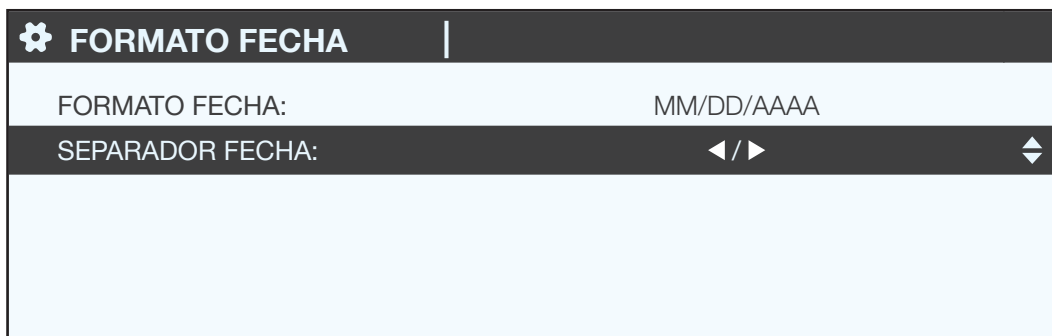 FORMATO FECHA
FORMATO FECHA: MM/DD/AAAA
SEPARADOR FECHA: /